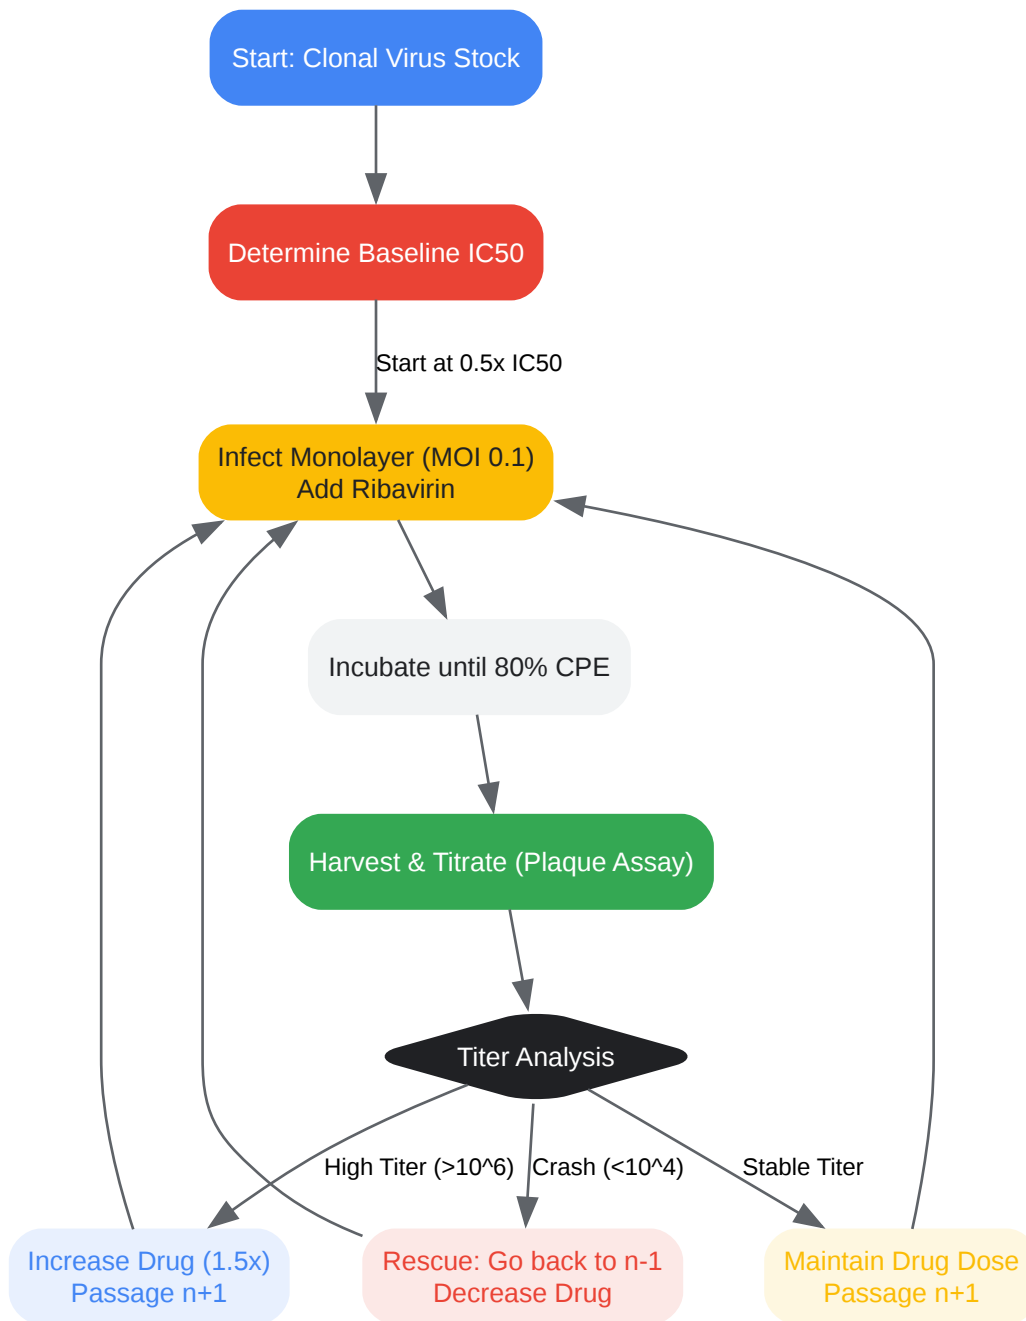 Start: Clonal Virus Stock
Determine Baseline IC50
Start at 0.5x IC50
Infect Monolayer (MOI 0.1)
Add Ribavirin
Incubate until 80% CPE
Harvest & Titrate (Plaque Assay)
Titer Analysis
High Titer (>10^6)
Crash (<10^4)
Stable Titer
Increase Drug (1.5x)
Passage n+1
Rescue: Go back to n-1
Decrease Drug
Maintain Drug Dose
Passage n+1